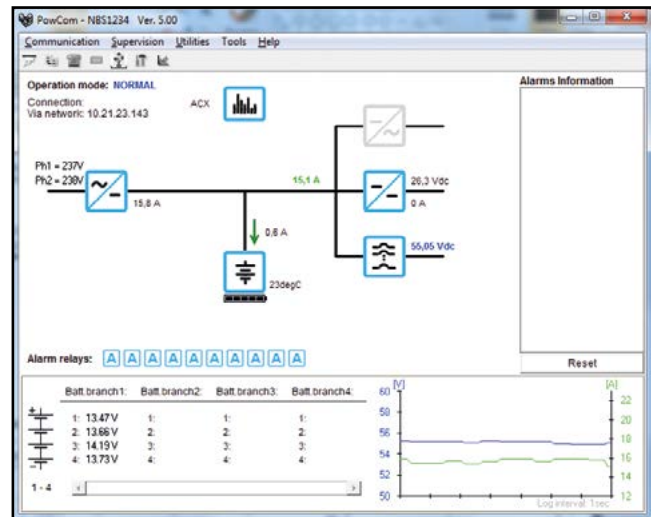 PowCom - NBS1234 Ver. 5.00
Communication Supervision Utilities Tools Help
Operation mode: NORMAL
Connection:
Via network: 10.21.23.143
ACX
Alarms Information
Ph1 = 237V
Ph2 = 238V
15,8 A
15,1 A
26,3 Vdc
0 A
0,6 A
55,05 Vdc
23degC
Alarm relays: A A A A A A A A A A
Reset
Batt.branch1: Batt.branch2: Batt.branch3: Batt.branch4:
1: 13.47V 1: 1: 1:
2: 13.66V 2: 2: 2:
3: 14.19V 3: 3: 3:
4: 13.73V 4: 4: 4:
1 - 4
[V] [A]
60
58
56
54
52
50
22
20
18
16
14
12
Log interval: 1sec